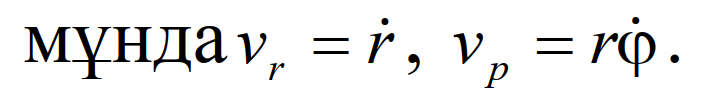 мұнда v_r = ṙ, v_p = rφ̇.